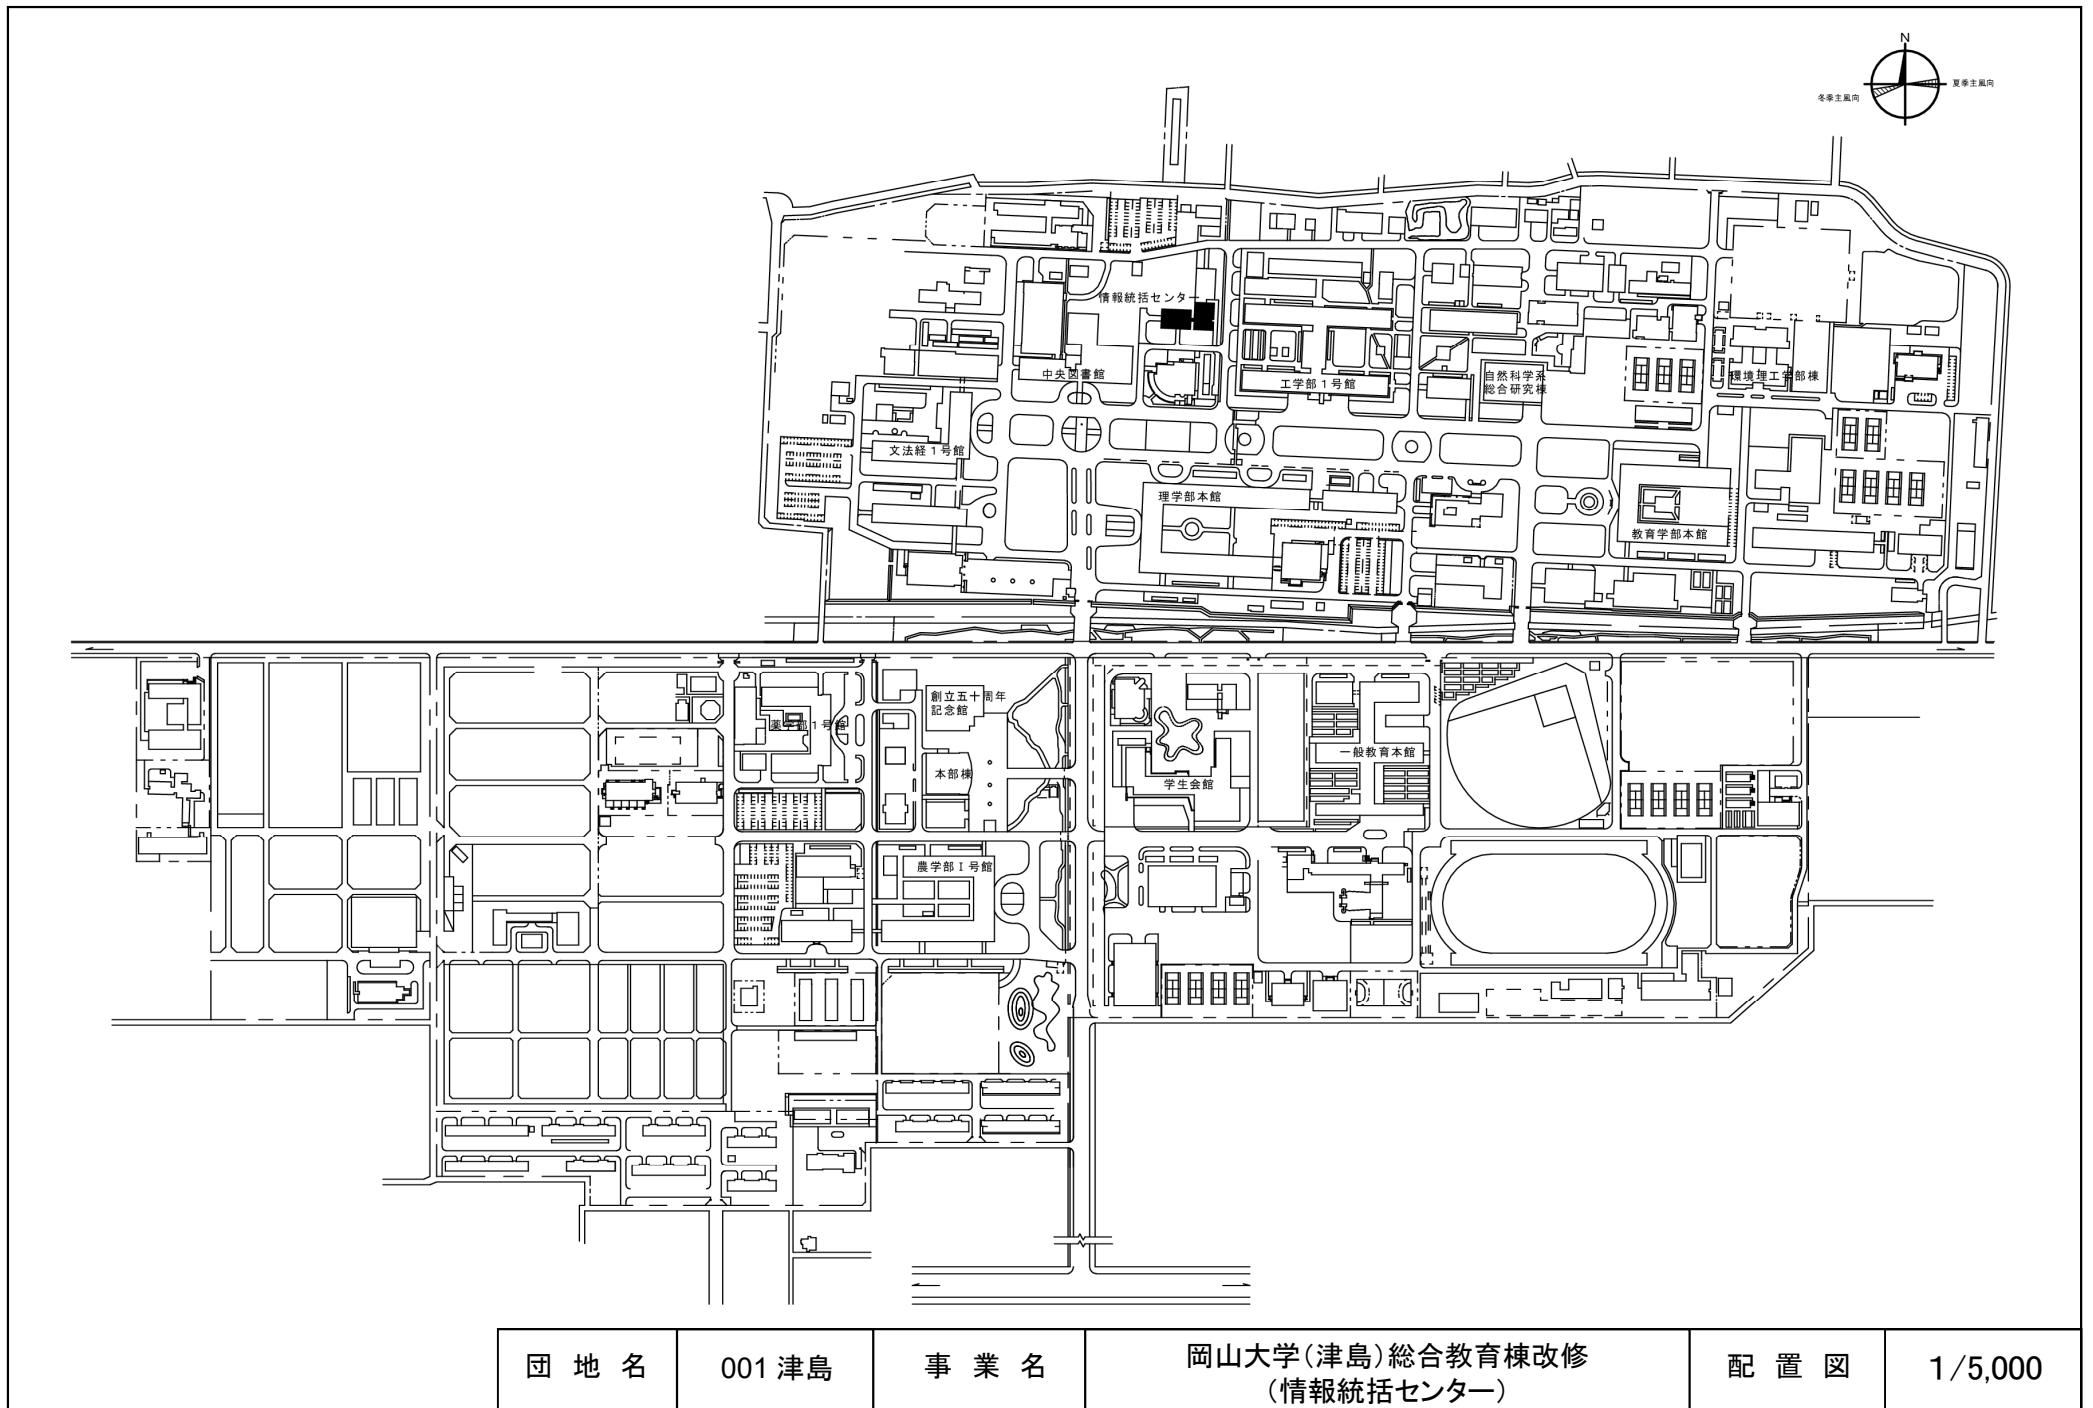 N
夏季主風向
冬季主風向
情報統括センター
中央図書館
工学部1号館
自然科学系
総合研究棟
環境理工学部棟
文法経1号館
理学部本館
教育学部本館
創立五十周年
記念館
薬学部1号館
一般教育本館
本部棟
学生会館
農学部Ⅰ号館
団 地 名
001 津島
事 業 名
岡山大学(津島)総合教育棟改修
(情報統括センター)
配 置 図
1/5,000